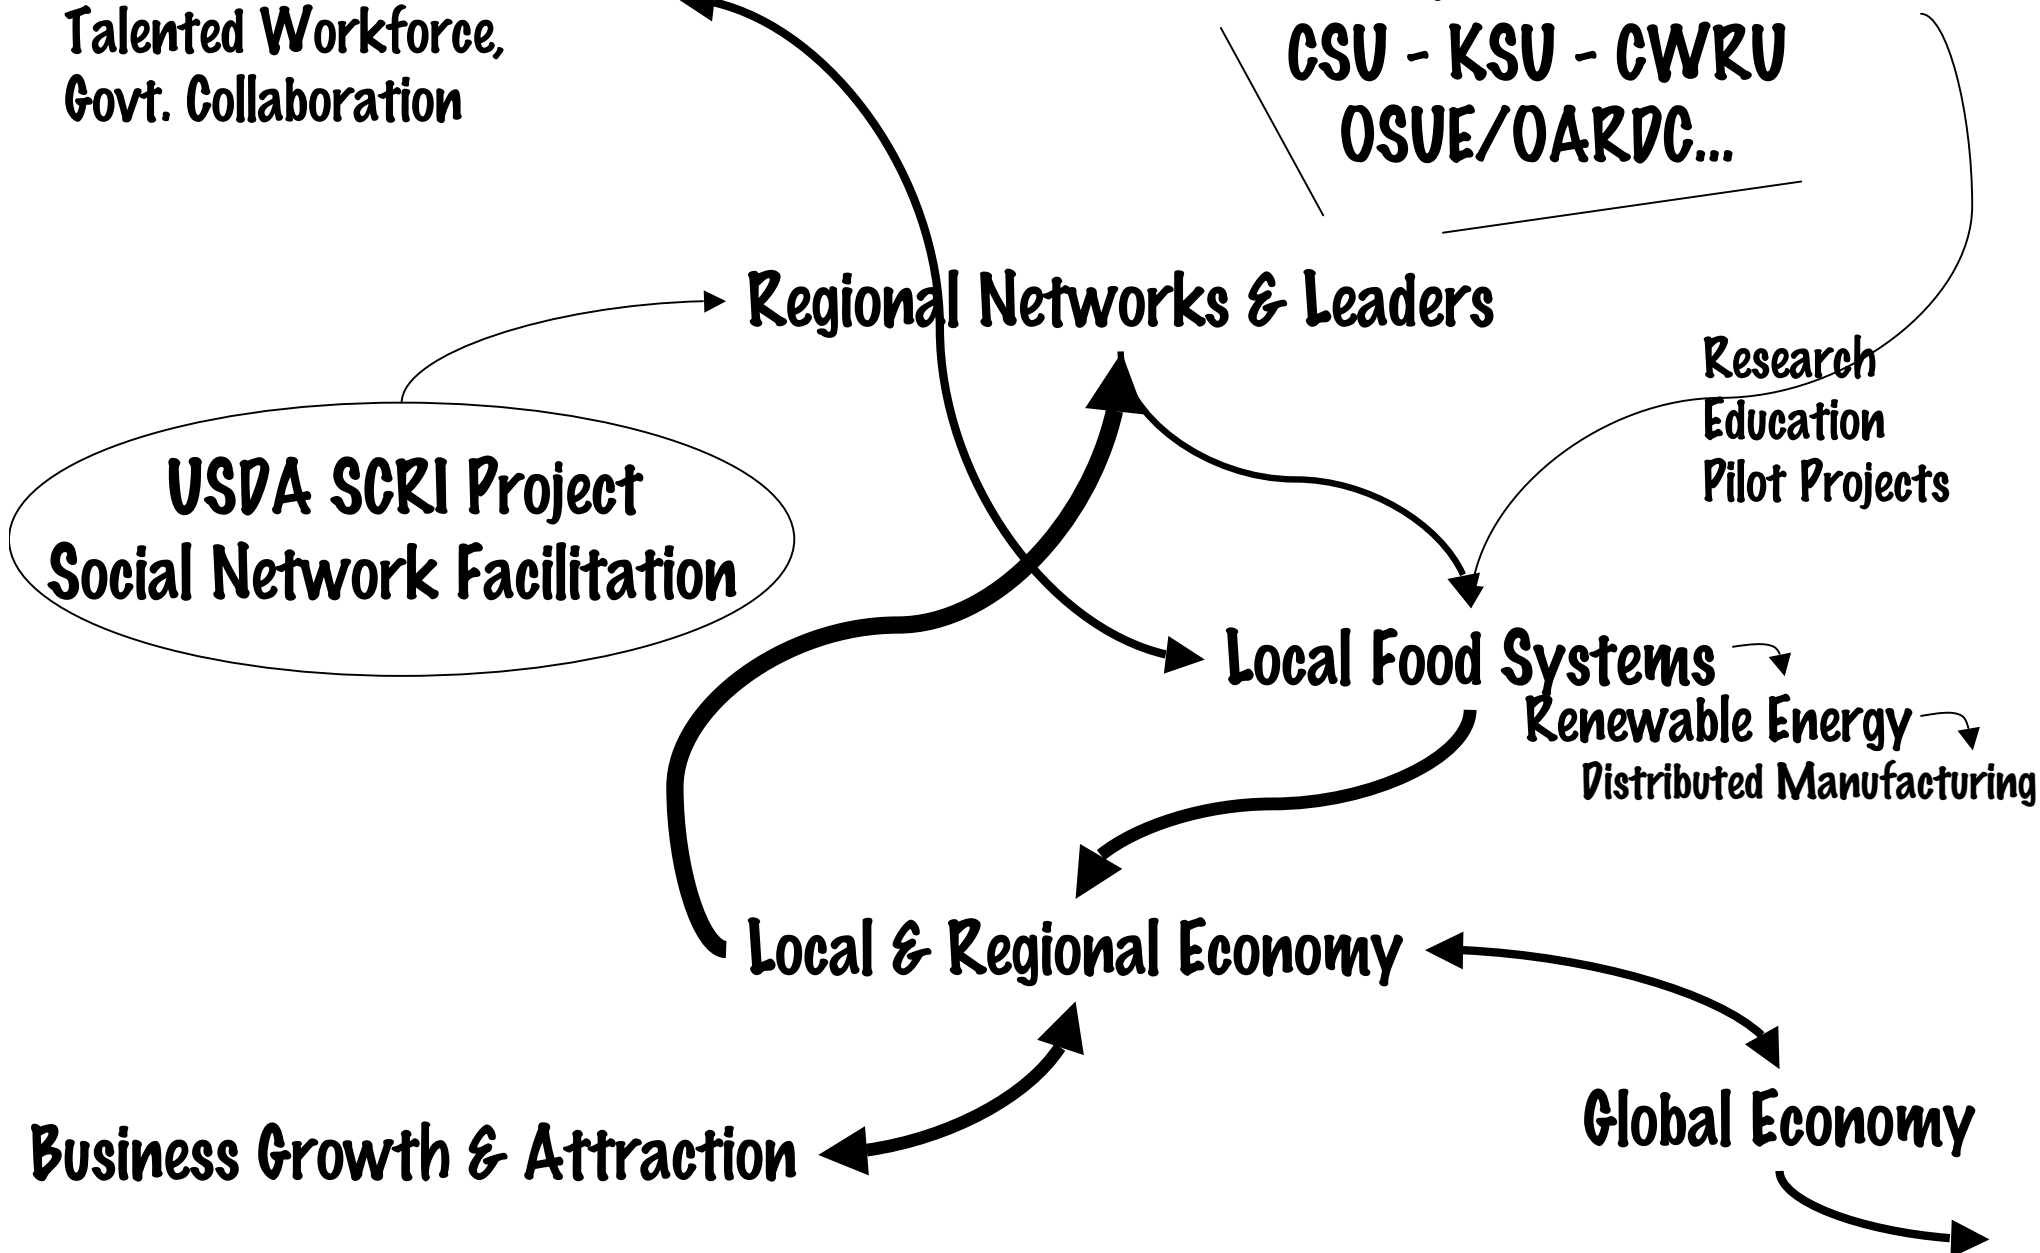 Talented Workforce,
Govt. Collaboration
CSU - KSU - CWRU
OSUE/OARDC...
Regional Networks & Leaders
Research
Education
Pilot Projects
USDA SCRI Project
Social Network Facilitation
Local Food Systems
Renewable Energy
Distributed Manufacturing
Local & Regional Economy
Global Economy
Business Growth & Attraction